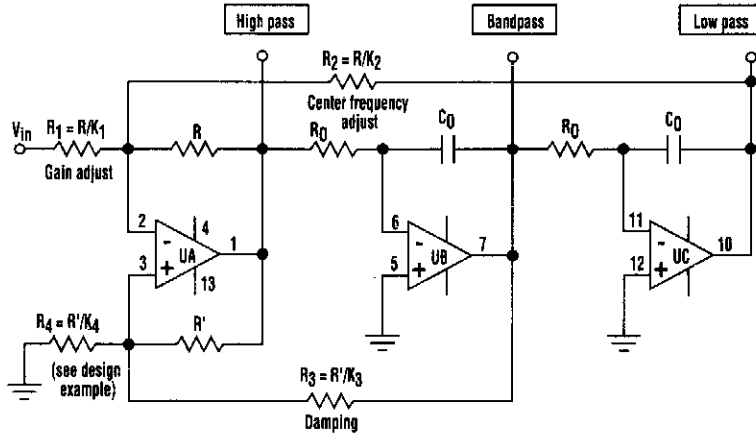 High pass
Bandpass
Low pass
R2 = R/K2
Center frequency
adjust
Vin
R1 = R/K1
Gain adjust
R
R0
C0
R0
C0
2
4
UA
1
3
13
6
UB
7
5
11
UC
10
12
R4 = R'/K4
(see design
example)
R'
R3 = R'/K3
Damping
-
+
-
+
-
+